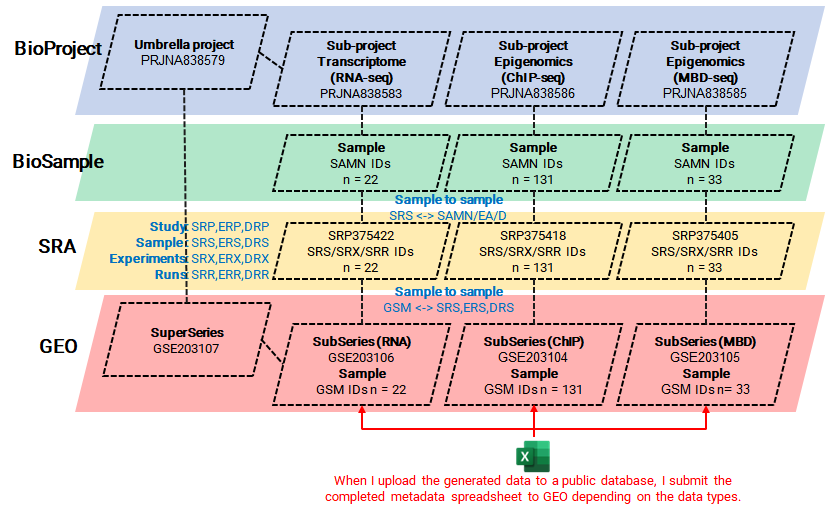 BioProject
Umbrella project
PRJNA838579
Sub-project
Transcriptome
(RNA-seq)
PRJNA838583
Sub-project
Epigenomics
(ChIP-seq)
PRJNA838586
Sub-project
Epigenomics
(MBD-seq)
PRJNA838585
BioSample
Sample
SAMN IDs
n = 22
Sample
SAMN IDs
n = 131
Sample
SAMN IDs
n = 33
Sample to sample
SRS <-> SAMN/EA/D
SRA
Study: SRP,ERP,DRP
Sample : SRS,ERS,DRS
Experiments: SRX,ERX,DRX
Runs: SRR,ERR,DRR
SRP375422
SRS/SRX/SRR IDs
n = 22
SRP375418
SRS/SRX/SRR IDs
n = 131
SRP375405
SRS/SRX/SRR IDs
n = 33
Sample to sample
GSM <-> SRS,ERS,DRS
GEO
SuperSeries
GSE203107
SubSeries (RNA)
GSE203106
Sample
GSM IDs n = 22
SubSeries (ChIP)
GSE203104
Sample
GSM IDs n = 131
SubSeries (MBD)
GSE203105
Sample
GSM IDs n= 33
X
When I upload the generated data to a public database, I submit the
completed metadata spreadsheet to GEO depending on the data types.